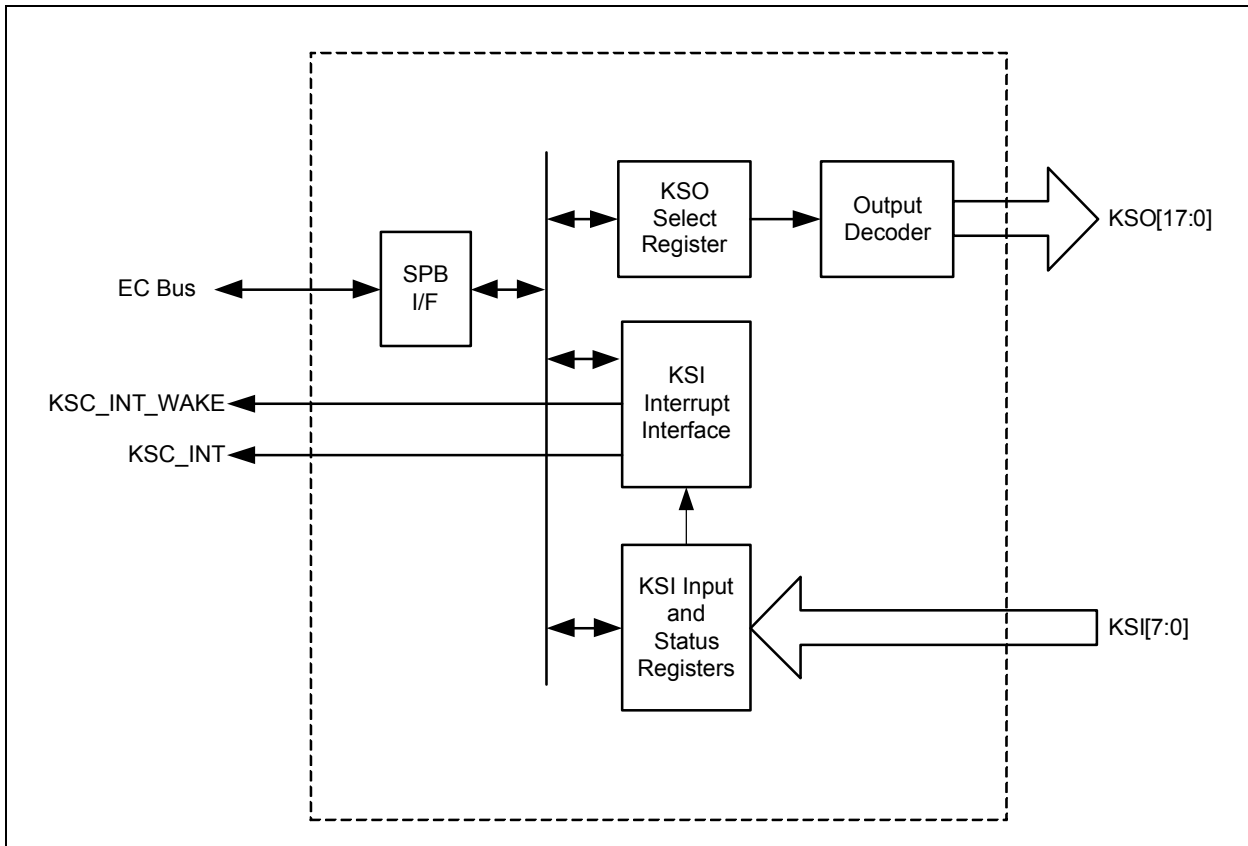 KSO
Select
Register
Output
Decoder
KSO[17:0]
EC Bus
SPB
I/F
KSI
Interrupt
Interface
KSC_INT_WAKE
KSC_INT
KSI Input
and
Status
Registers
KSI[7:0]